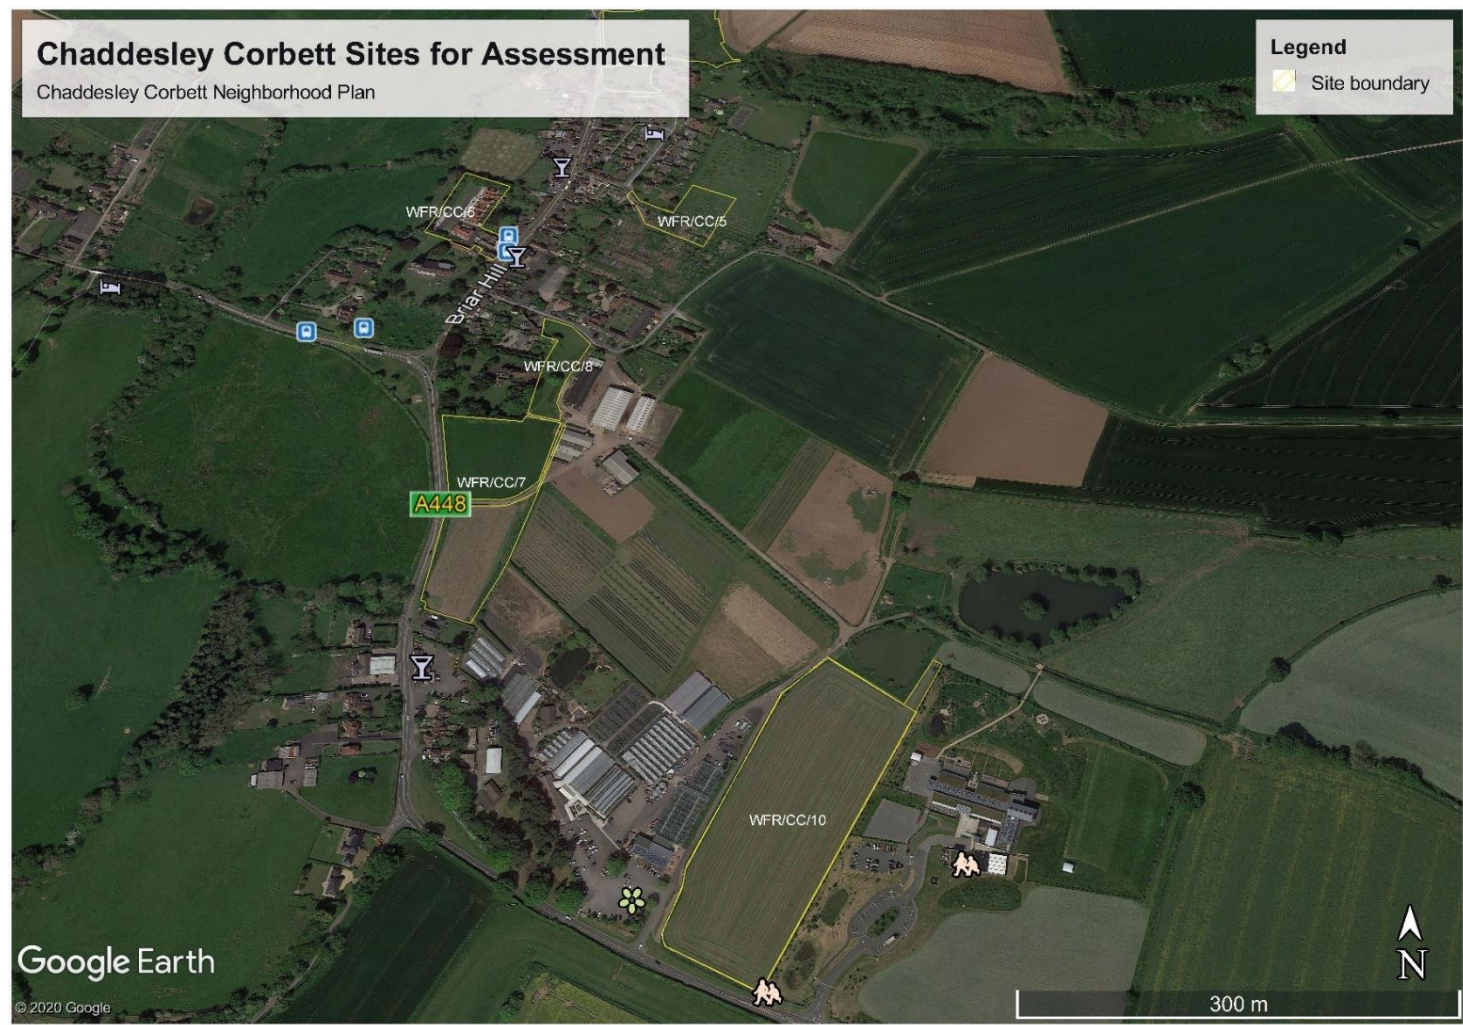 Chaddesley Corbett Sites for Assessment
Chaddesley Corbett Neighborhood Plan
Legend
Site boundary
WFR/CC/6
WFR/CC/5
Briar Hill
WFR/CC/8
WFR/CC/7
A448
WFR/CC/10
Google Earth
© 2020 Google
N
300 m